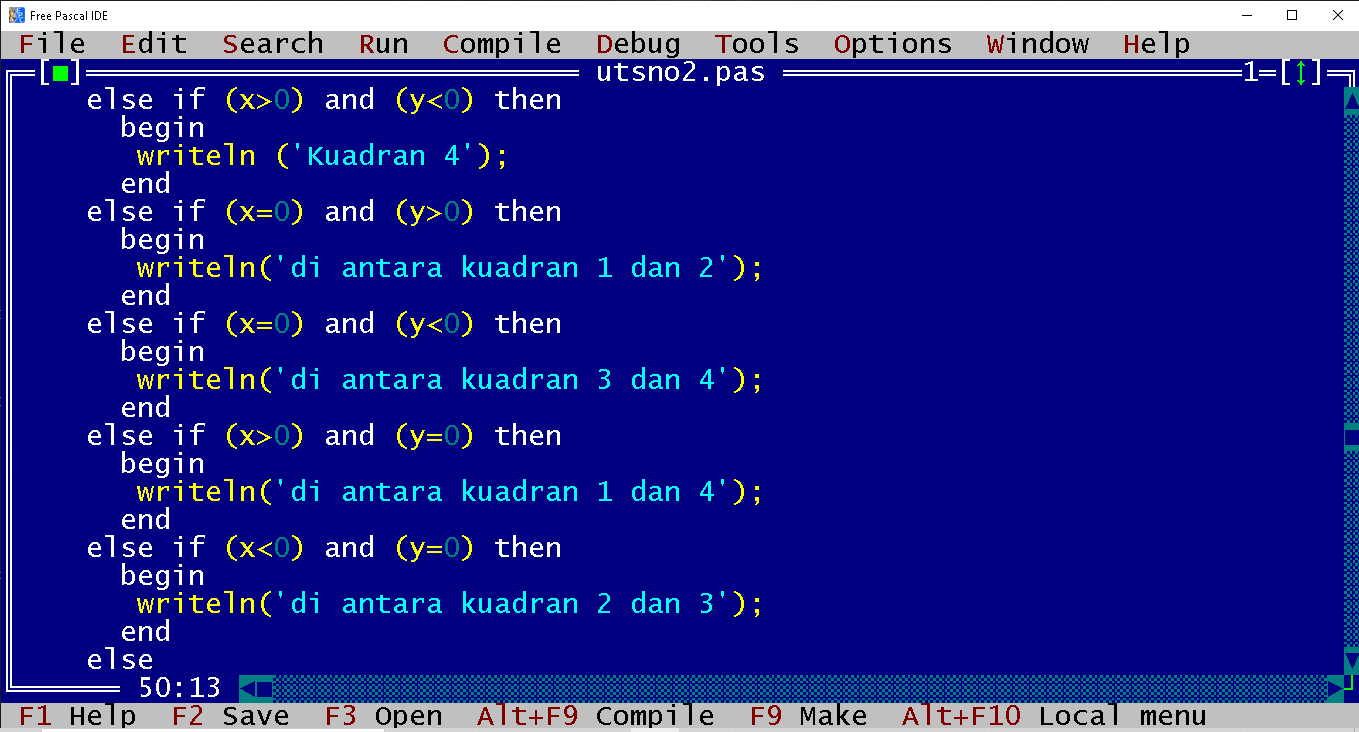 Free Pascal IDE
File Edit Search Run Compile Debug Tools Options Window Help
utsno2.pas 1
else if (x>0) and (y<0) then
begin
writeln ('Kuadran 4');
end
else if (x=0) and (y>0) then
begin
writeln('di antara kuadran 1 dan 2');
end
else if (x=0) and (y<0) then
begin
writeln('di antara kuadran 3 dan 4');
end
else if (x>0) and (y=0) then
begin
writeln('di antara kuadran 1 dan 4');
end
else if (x<0) and (y=0) then
begin
writeln('di antara kuadran 2 dan 3');
end
else
50:13
F1 Help F2 Save F3 Open Alt+F9 Compile F9 Make Alt+F10 Local menu